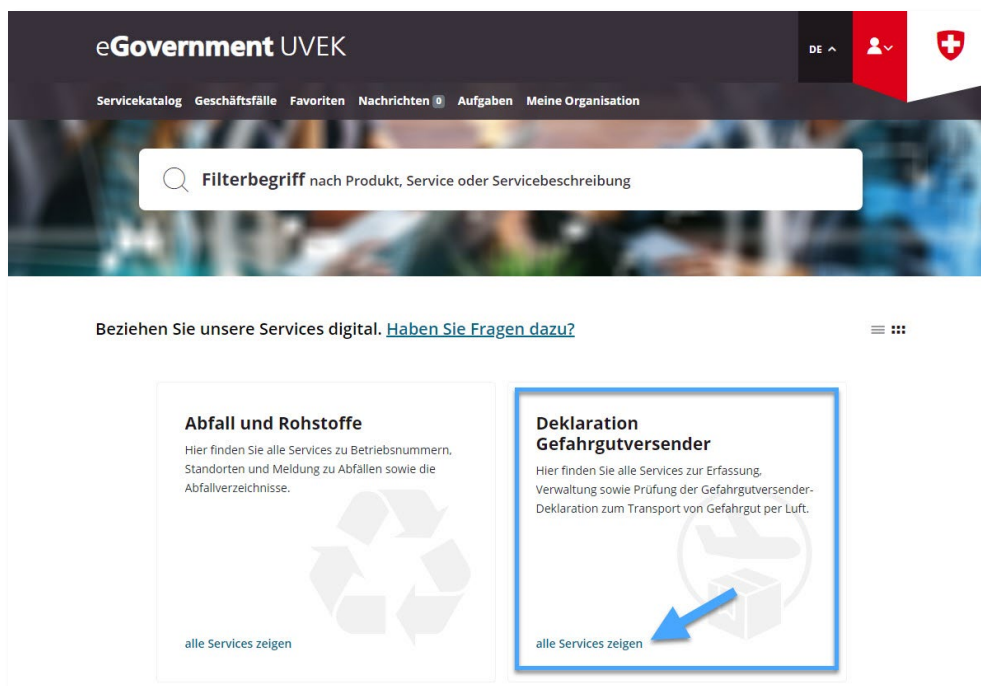 eGovernment UVEK
DE
Servicekatalog Geschäftsfälle Favoriten Nachrichten 0 Aufgaben Meine Organisation
Filterbegriff nach Produkt, Service oder Servicebeschreibung
Beziehen Sie unsere Services digital. Haben Sie Fragen dazu?
Abfall und Rohstoffe
Hier finden Sie alle Services zu Betriebsnummern,
Standorten und Meldung zu Abfällen sowie die
Abfallverzeichnisse.
alle Services zeigen
Deklaration
Gefahrgutversender
Hier finden Sie alle Services zur Erfassung,
Verwaltung sowie Prüfung der Gefahrgutversender-
Deklaration zum Transport von Gefahrgut per Luft.
alle Services zeigen